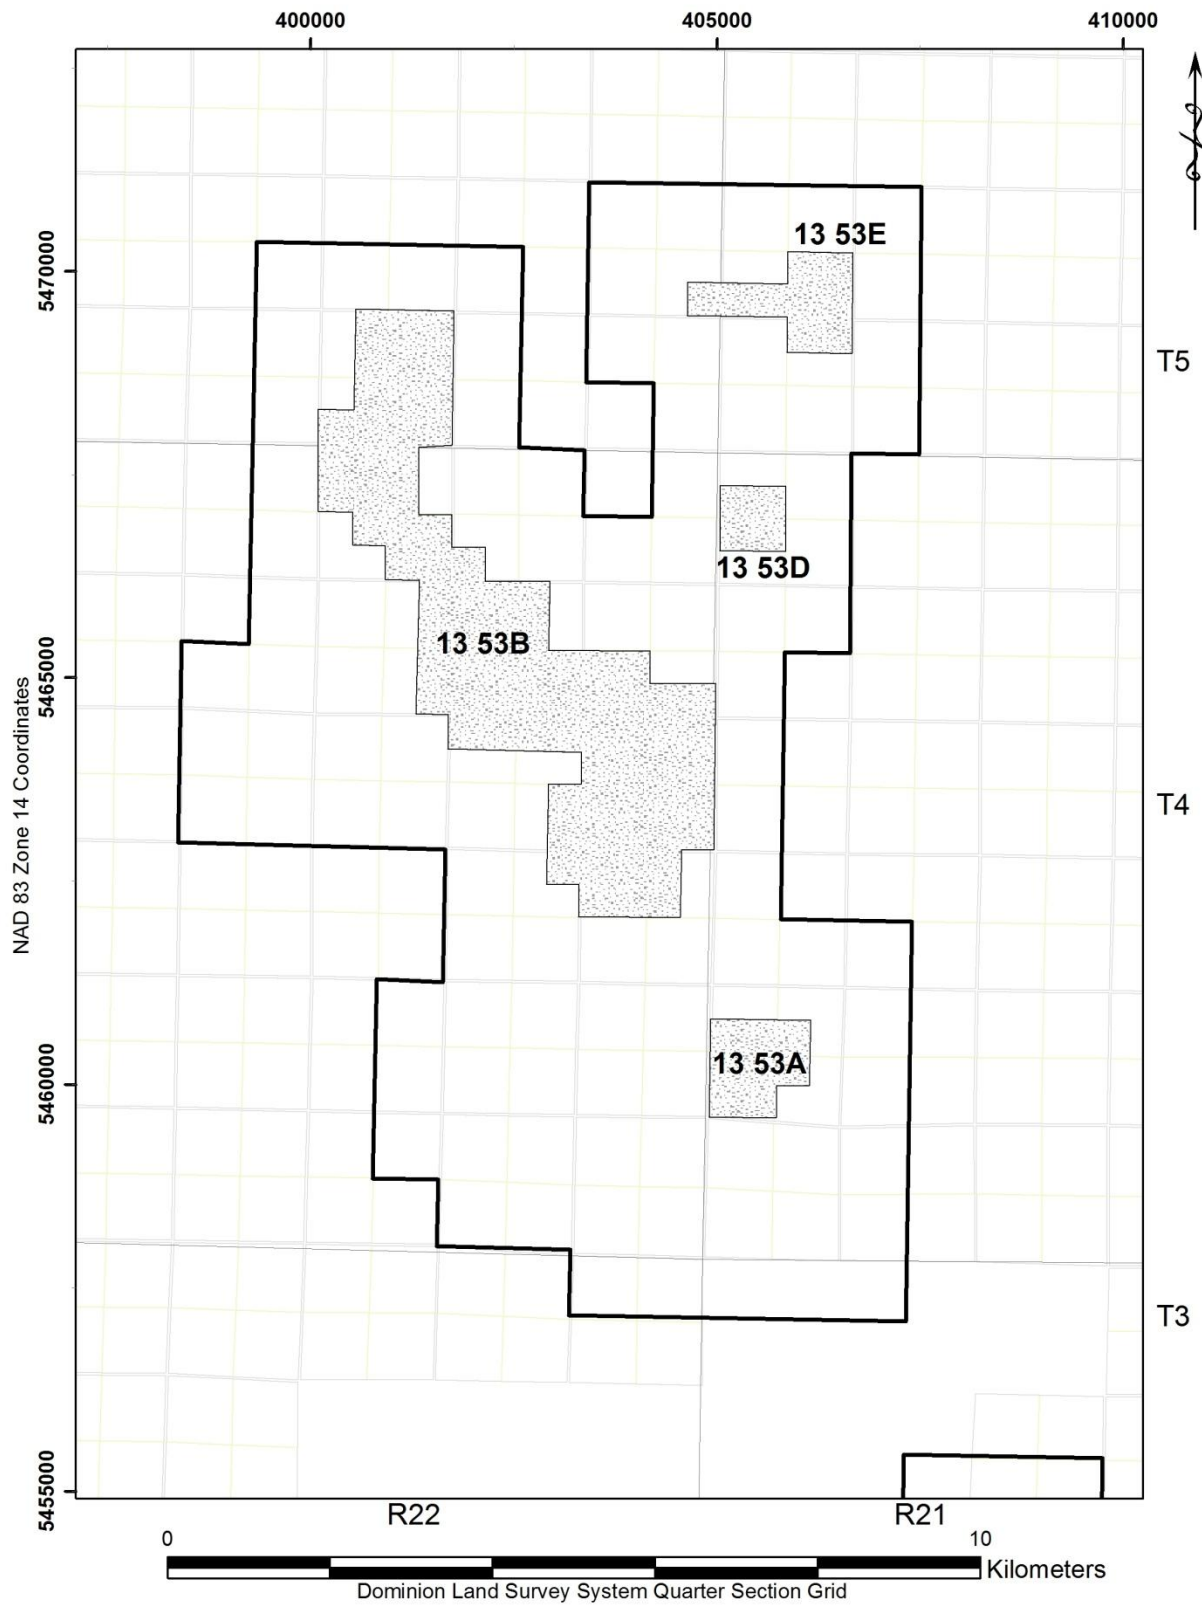 400000 405000 410000
5470000
5465000
5460000
5455000
NAD 83 Zone 14 Coordinates
13 53E
T5
13 53D
13 53B
T4
13 53A
T3
R22 R21
0 10
Kilometers
Dominion Land Survey System Quarter Section Grid